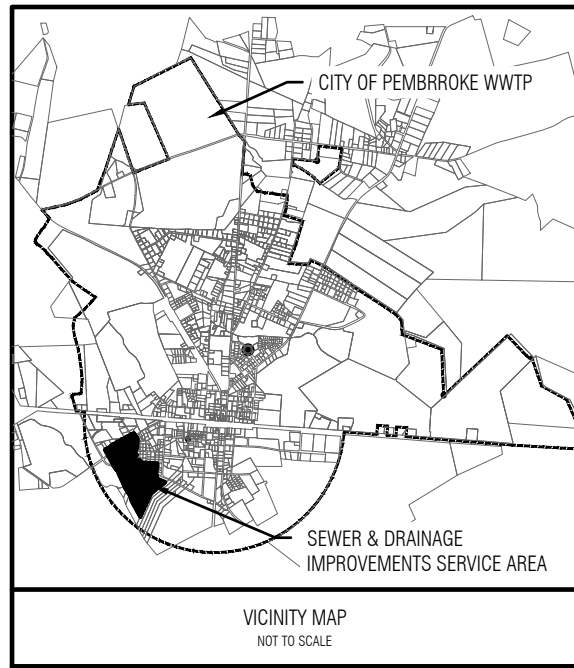 CITY OF PEMBRROKE WWTP
SEWER & DRAINAGE
IMPROVEMENTS SERVICE AREA
VICINITY MAP
NOT TO SCALE